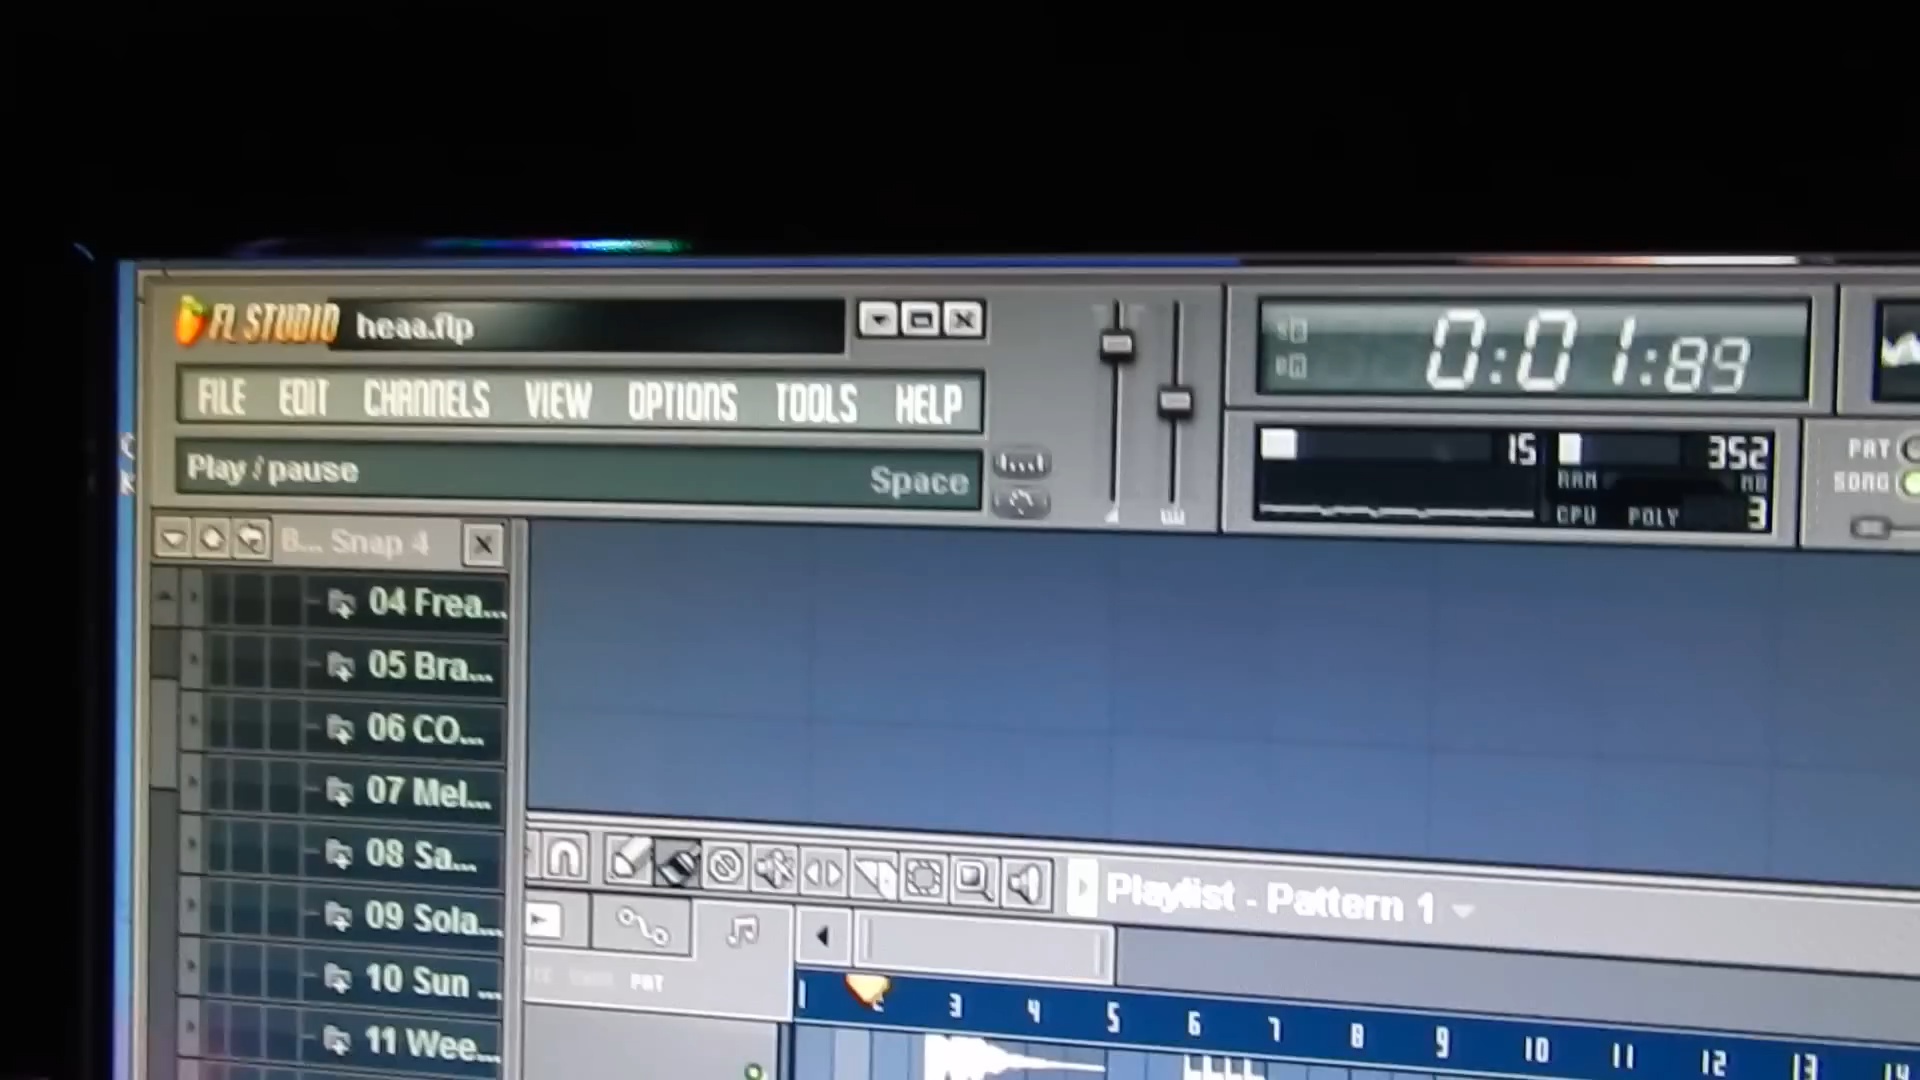 FL STUDIO heaa.flp
FILE EDIT CHANNELS VIEW OPTIONS TOOLS HELP
Play / pause Space
0:01:89
15 352
RAM MB
CPU POLY 3
PAT
SONG
B... Snap 4
04 Frea...
05 Bra...
06 CO...
07 Mel...
08 Sa...
09 Sola...
10 Sun ...
11 Wee...
Playlist - Pattern 1
PAT
1 2 3 4 5 6 7 8 9 10 11 12 13 14